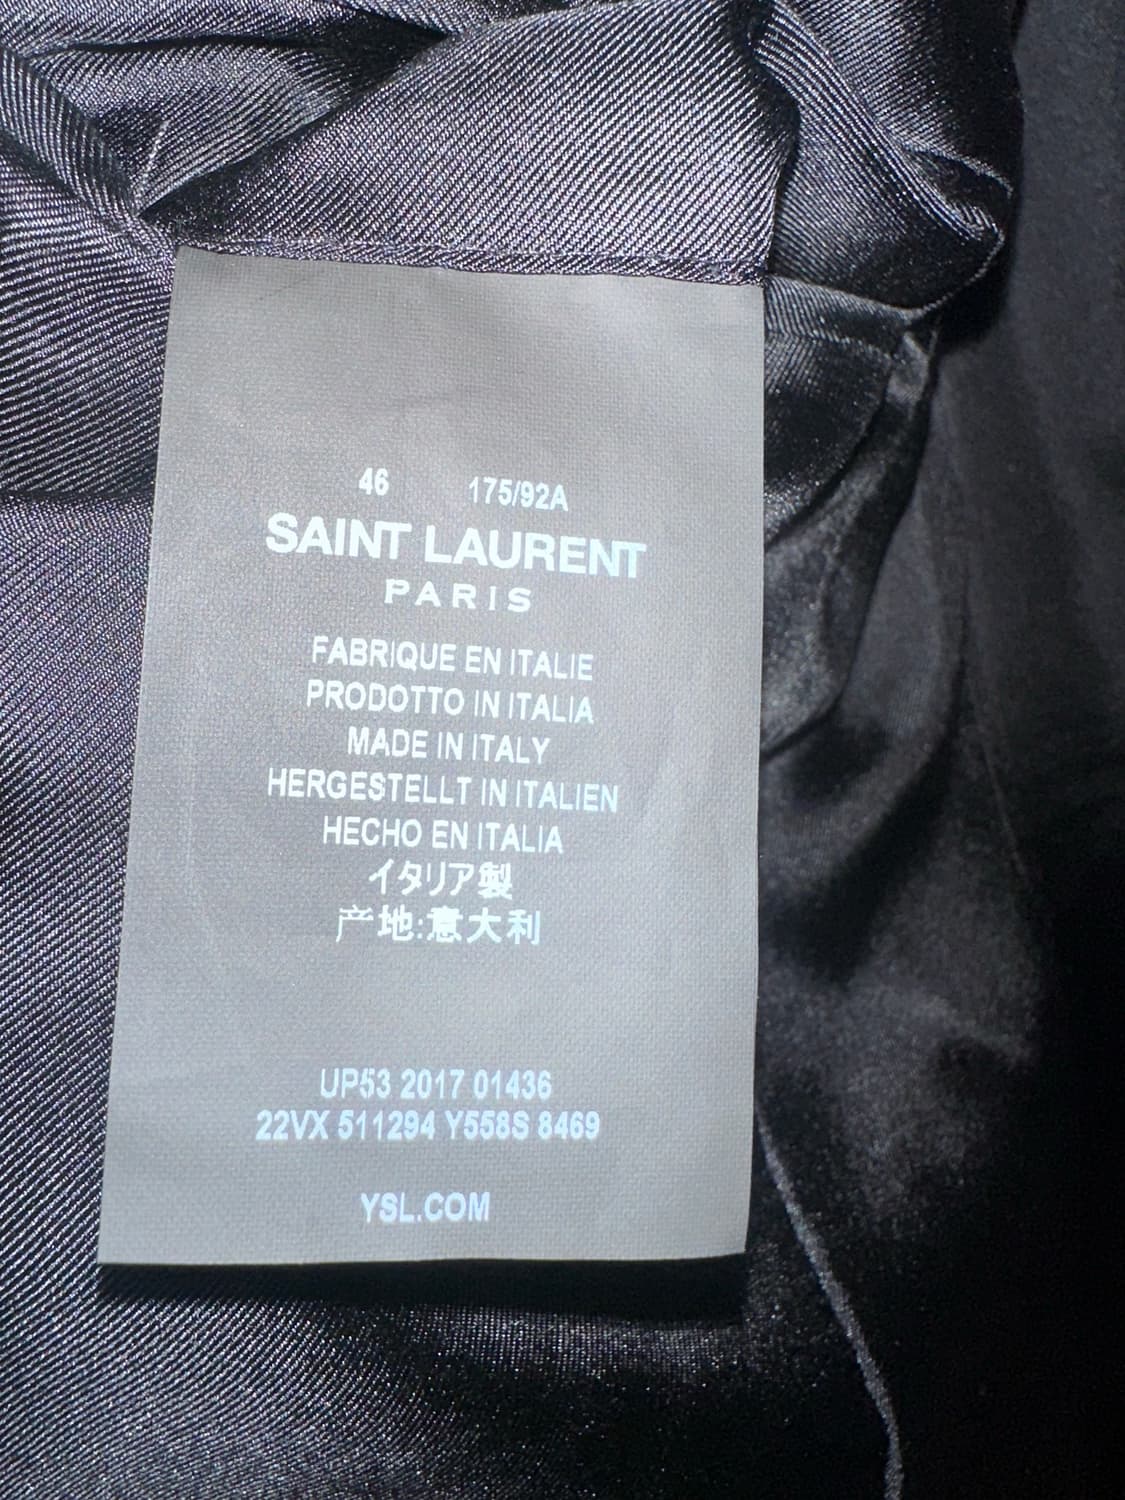 46 175/92A
SAINT LAURENT
PARIS
FABRIQUE EN ITALIE
PRODOTTO IN ITALIA
MADE IN ITALY
HERGESTELLT IN ITALIEN
HECHO EN ITALIA
イタリア製
产地:意大利
UP53 2017 01436
22VX 511294 Y558S 8469
YSL.COM